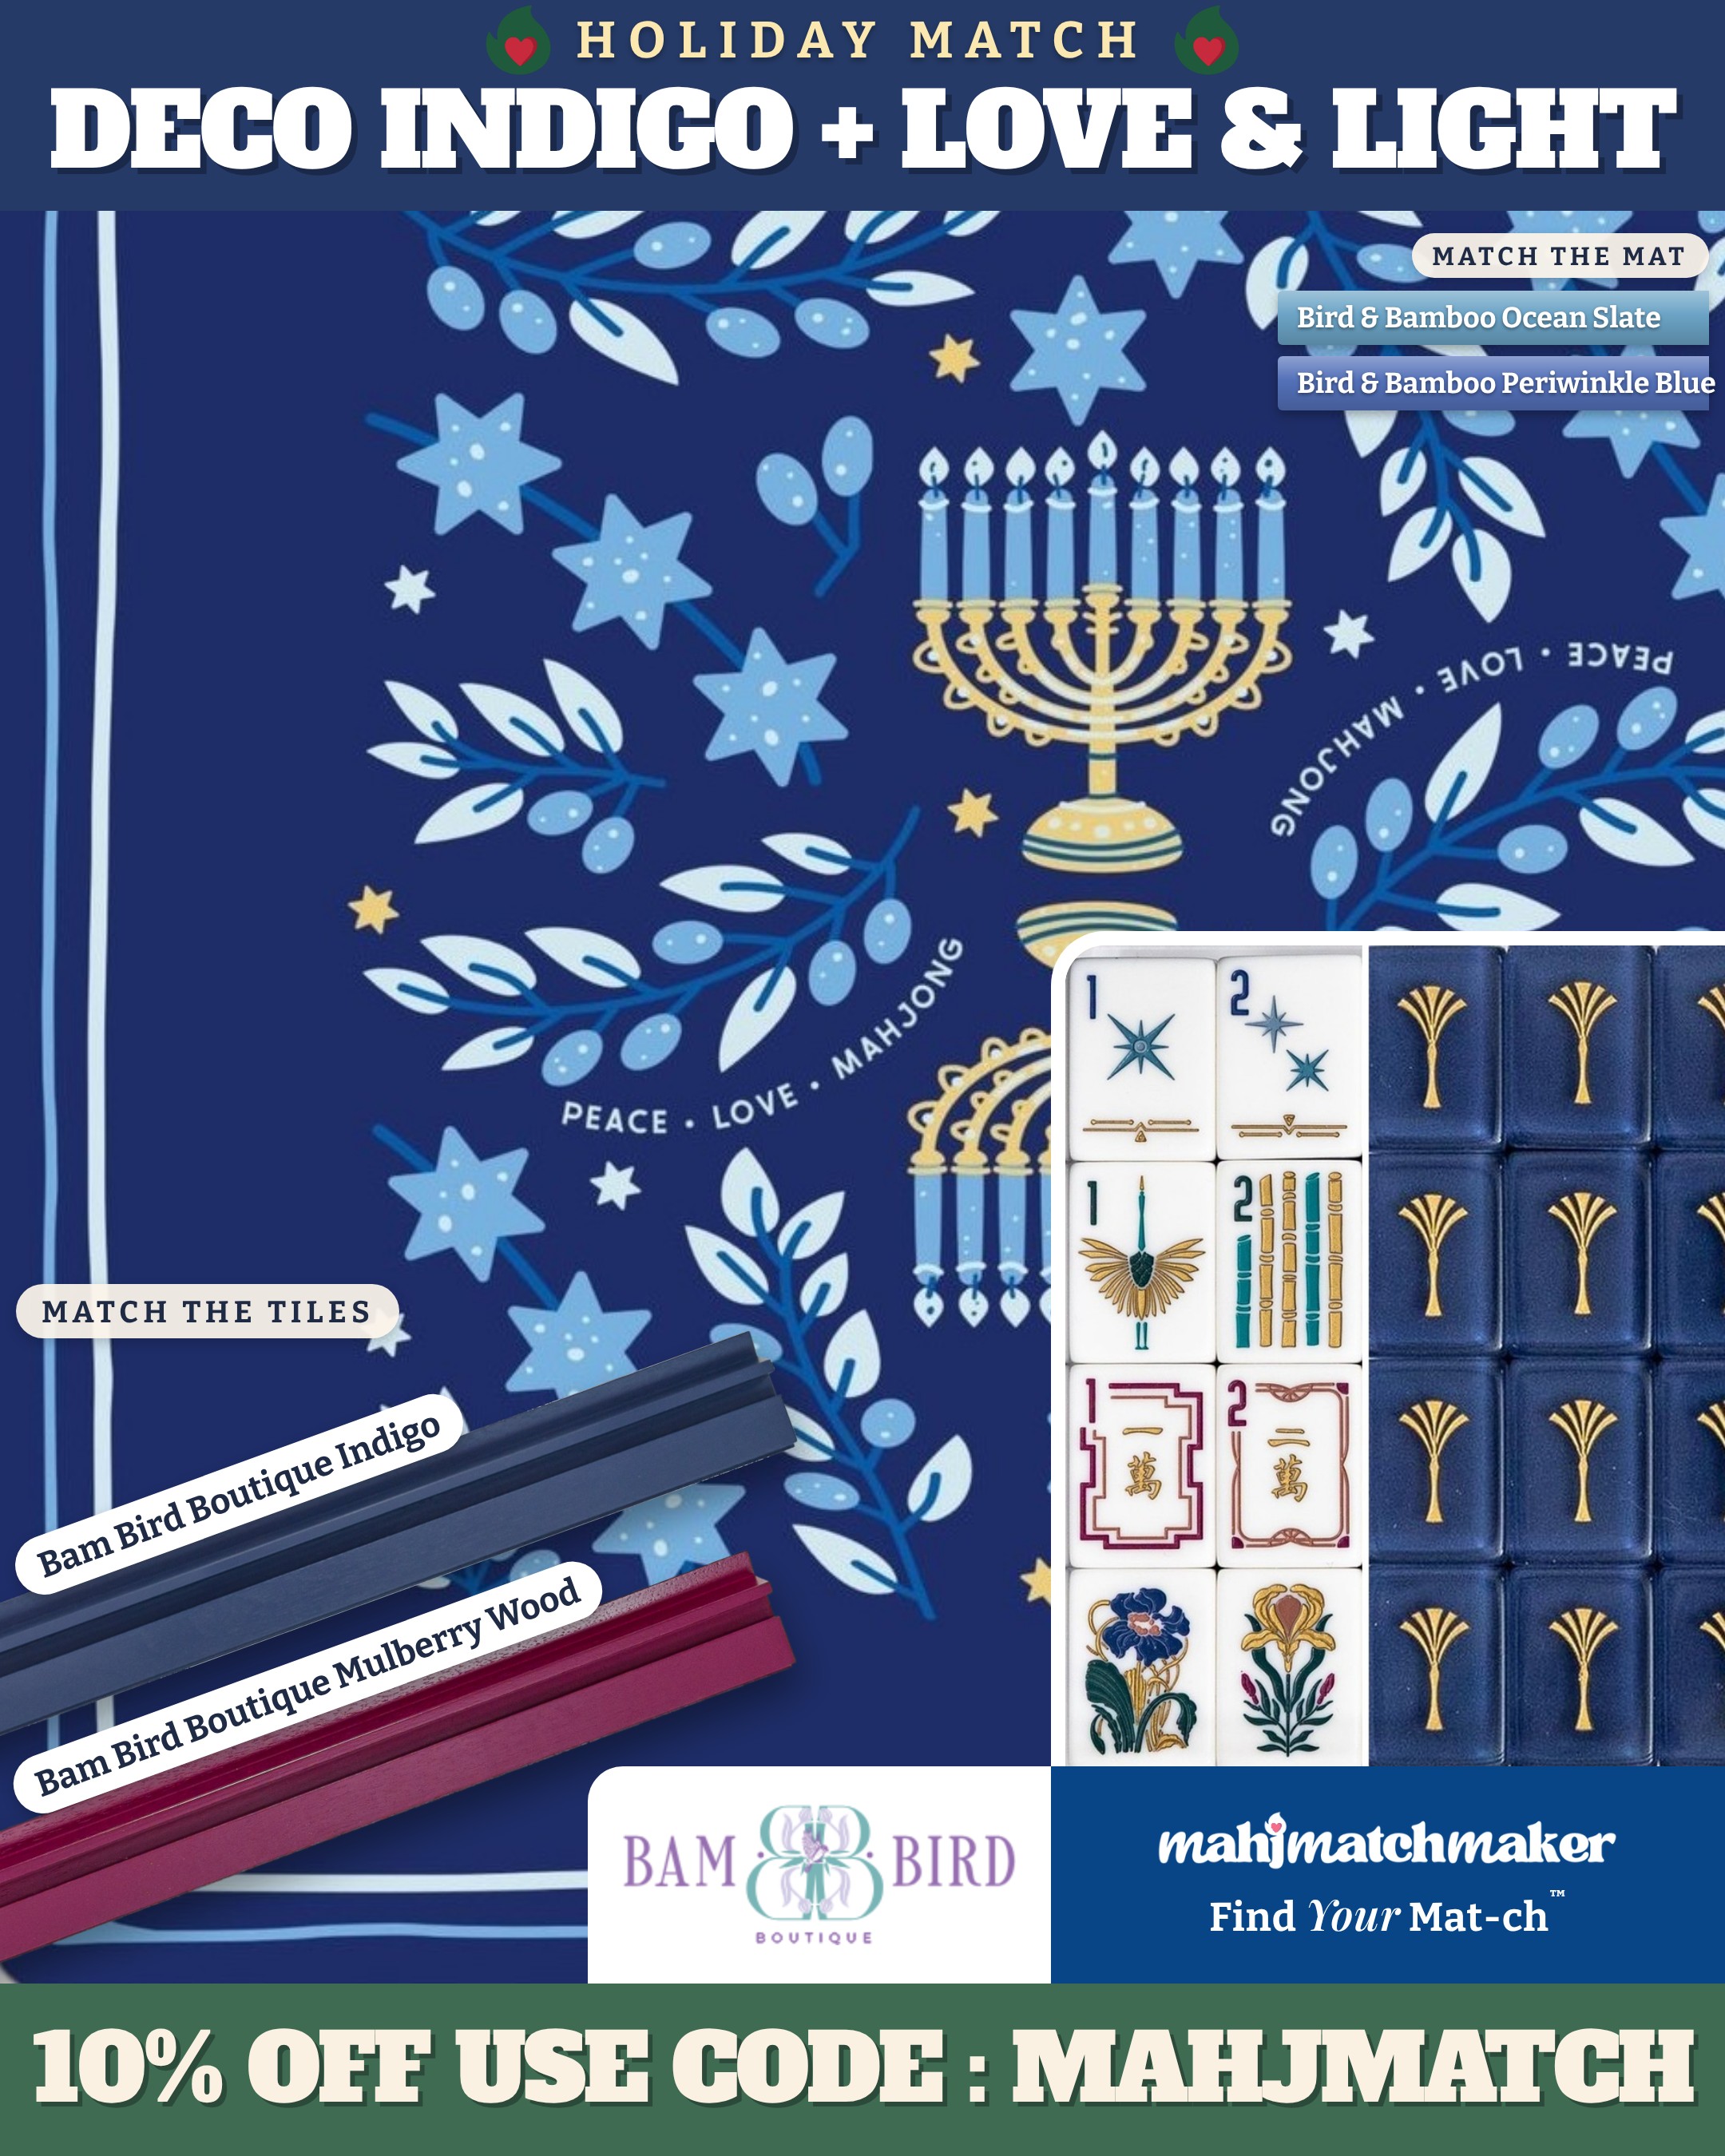 HOLIDAY MATCH
DECO INDIGO + LOVE & LIGHT
MATCH THE MAT
Bird & Bamboo Ocean Slate
Bird & Bamboo Periwinkle Blue
PEACE • LOVE • MAHJONG
PEACE • LOVE • MAHJONG
1
2
1
2
1
一
萬
2
二
萬
MATCH THE TILES
Bam Bird Boutique Indigo
Bam Bird Boutique Mulberry Wood
BAM BIRD
BOUTIQUE
mahjmatchmaker
Find Your Mat-ch™
10% OFF USE CODE : MAHJMATCH